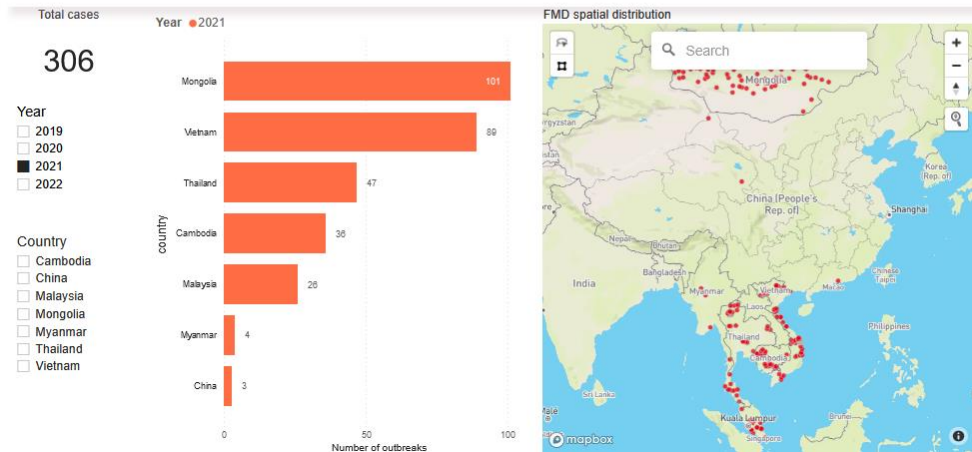 Total cases
306
Year
2019
2020
2021
2022
Country
Cambodia
China
Malaysia
Mongolia
Myanmar
Thailand
Vietnam
Year 2021
country
Mongolia 101
Vietnam 89
Thailand 47
Cambodia 36
Malaysia 26
Myanmar 4
China 3
0 50 100
Number of outbreaks
FMD spatial distribution
Search
Mongolia
rgyzstan
stan
Korea
(Rep. of)
China (People's
Rep. of)
Shanghai
Nepal
Bhutan
Bangladesh
India
Myanmar
Vietnam
Macau
Chinese
Taipei
Laos
Thailand
Philippines
Cambodia
Sri Lanka
Male
Kuala Lumpur
Brunei
Singapore
mapbox